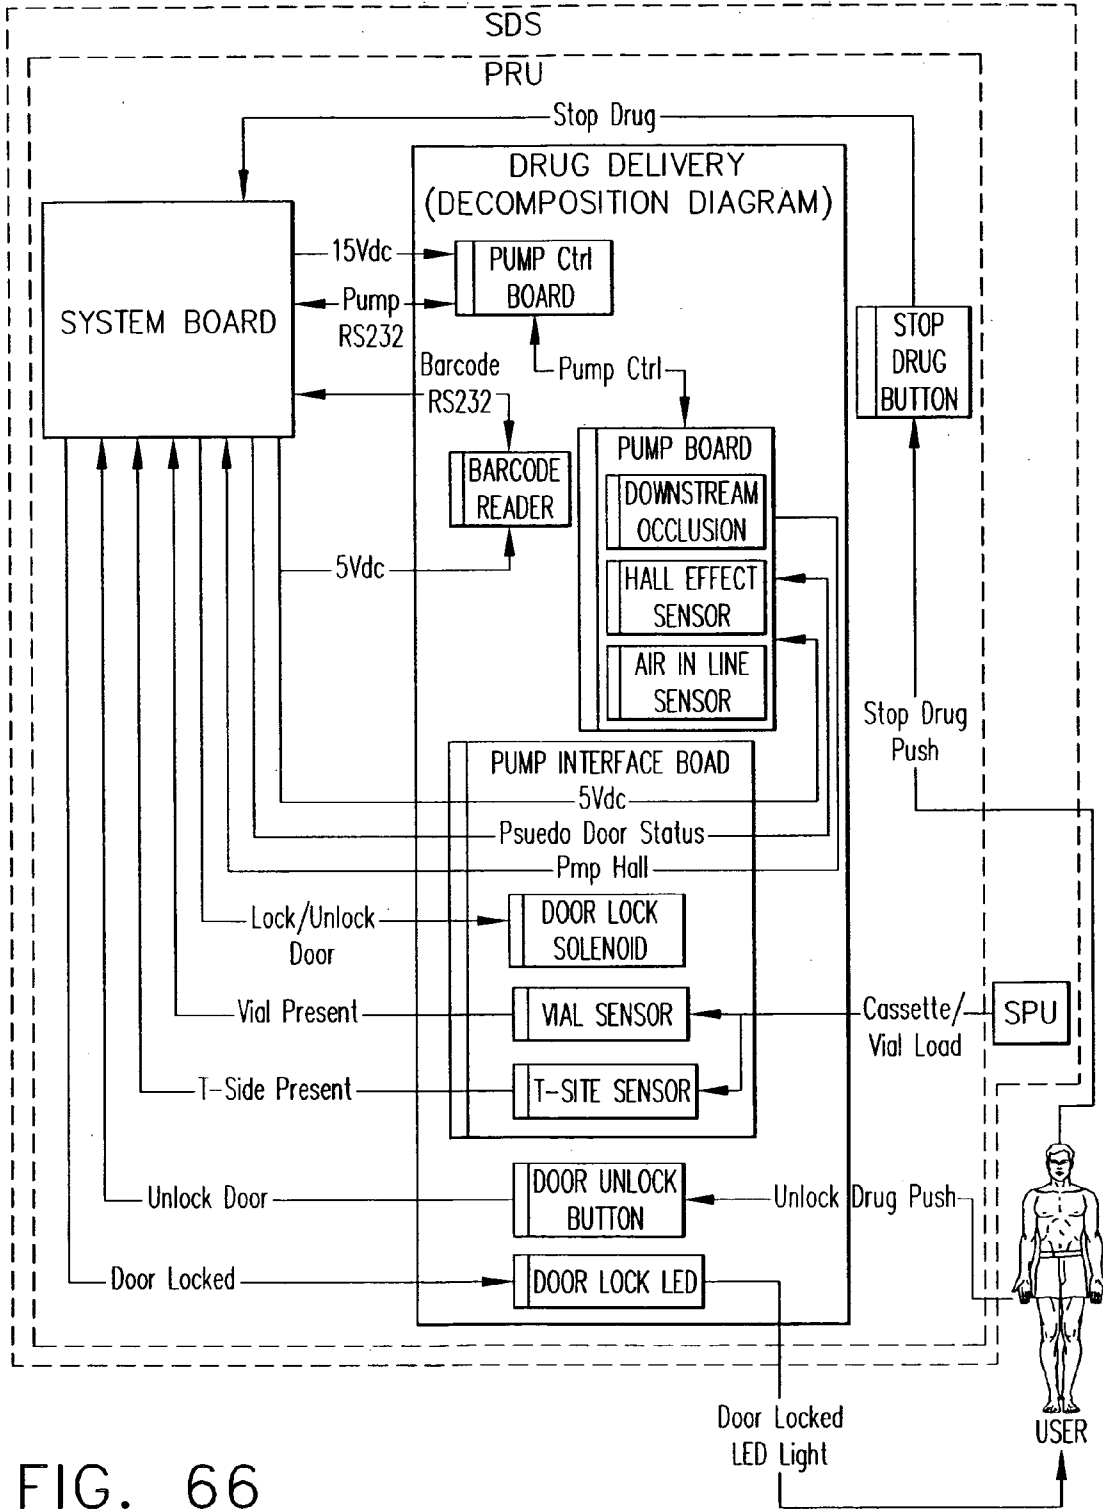 SDS
PRU
Stop Drug
DRUG DELIVERY
(DECOMPOSITION DIAGRAM)
SYSTEM BOARD
15Vdc
PUMP Ctrl
BOARD
Pump
RS232
STOP
DRUG
BUTTON
Barcode
RS232
Pump Ctrl
PUMP BOARD
DOWNSTREAM
OCCLUSION
BARCODE
READER
5Vdc
HALL EFFECT
SENSOR
AIR IN LINE
SENSOR
Stop Drug
Push
PUMP INTERFACE BOAD
5Vdc
Psuedo Door Status
Pmp Hall
Lock/Unlock
Door
DOOR LOCK
SOLENOID
Vial Present
VIAL SENSOR
Cassette/
Vial Load
SPU
T-Side Present
T-SITE SENSOR
Unlock Door
DOOR UNLOCK
BUTTON
Unlock Drug Push
Door Locked
DOOR LOCK LED
Door Locked
LED Light
USER
FIG. 66